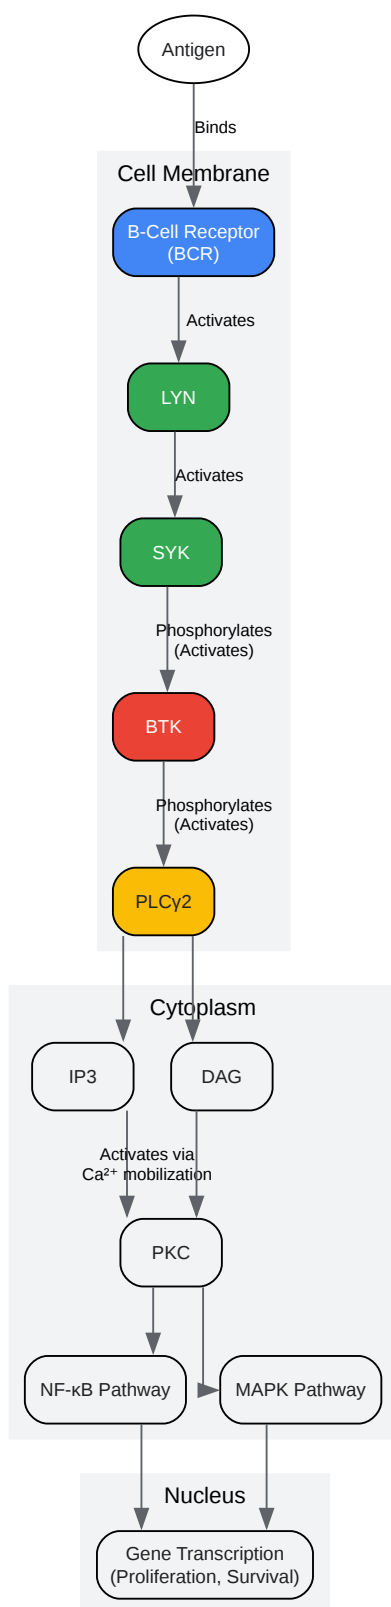 Antigen
Binds
Cell Membrane
B-Cell Receptor
(BCR)
Activates
LYN
Activates
SYK
Phosphorylates
(Activates)
BTK
Phosphorylates
(Activates)
PLCγ2
Cytoplasm
IP3
DAG
Activates via
Ca²⁺ mobilization
PKC
NF-κB Pathway
MAPK Pathway
Nucleus
Gene Transcription
(Proliferation, Survival)